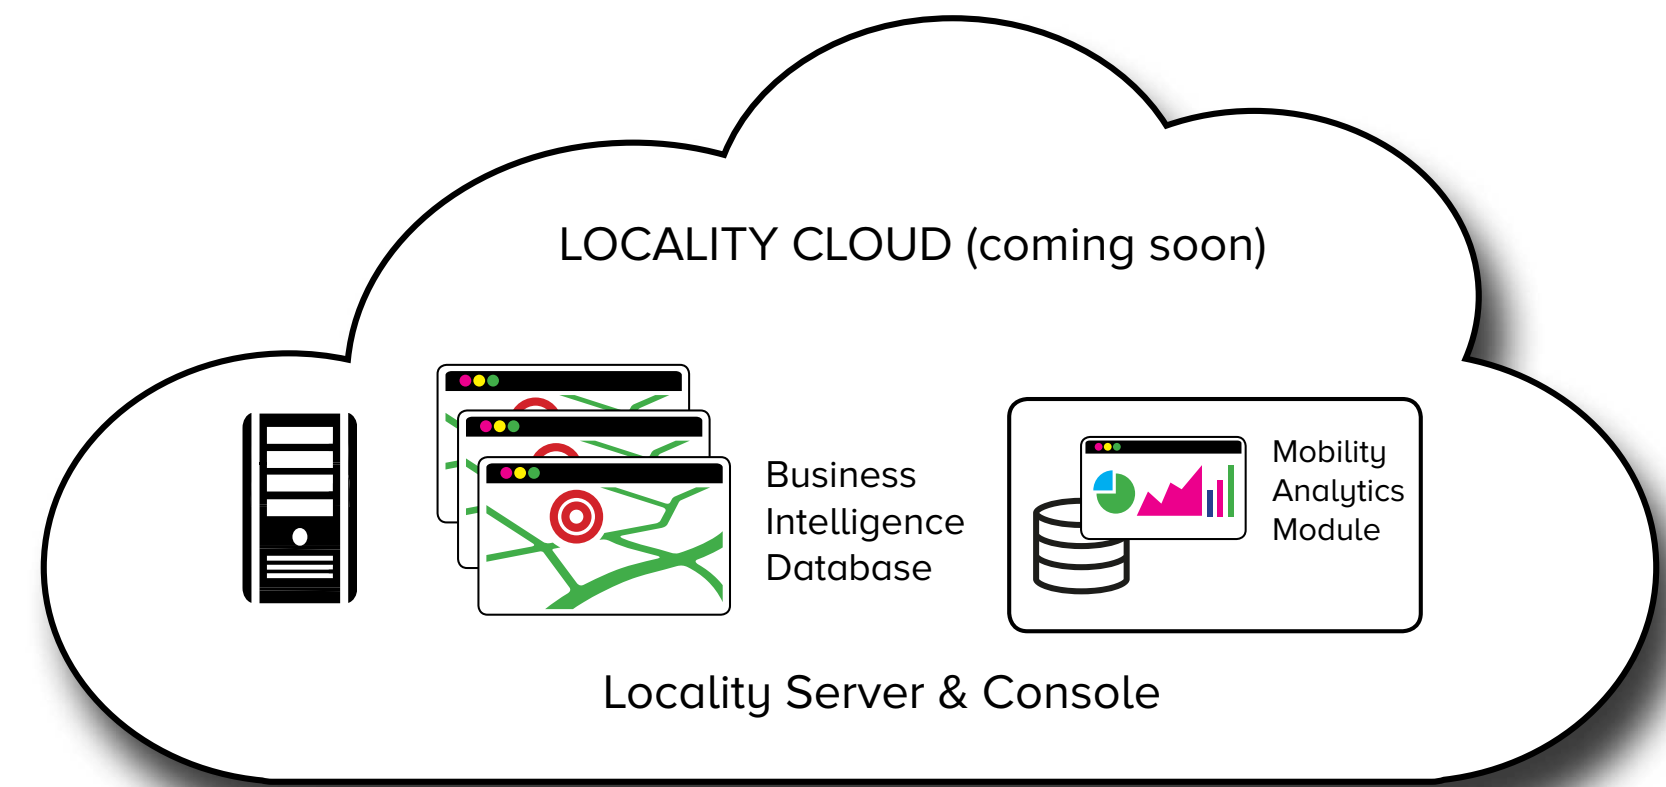 LOCALITY CLOUD (coming soon)
Business
Intelligence
Database
Mobility
Analytics
Module
Locality Server & Console